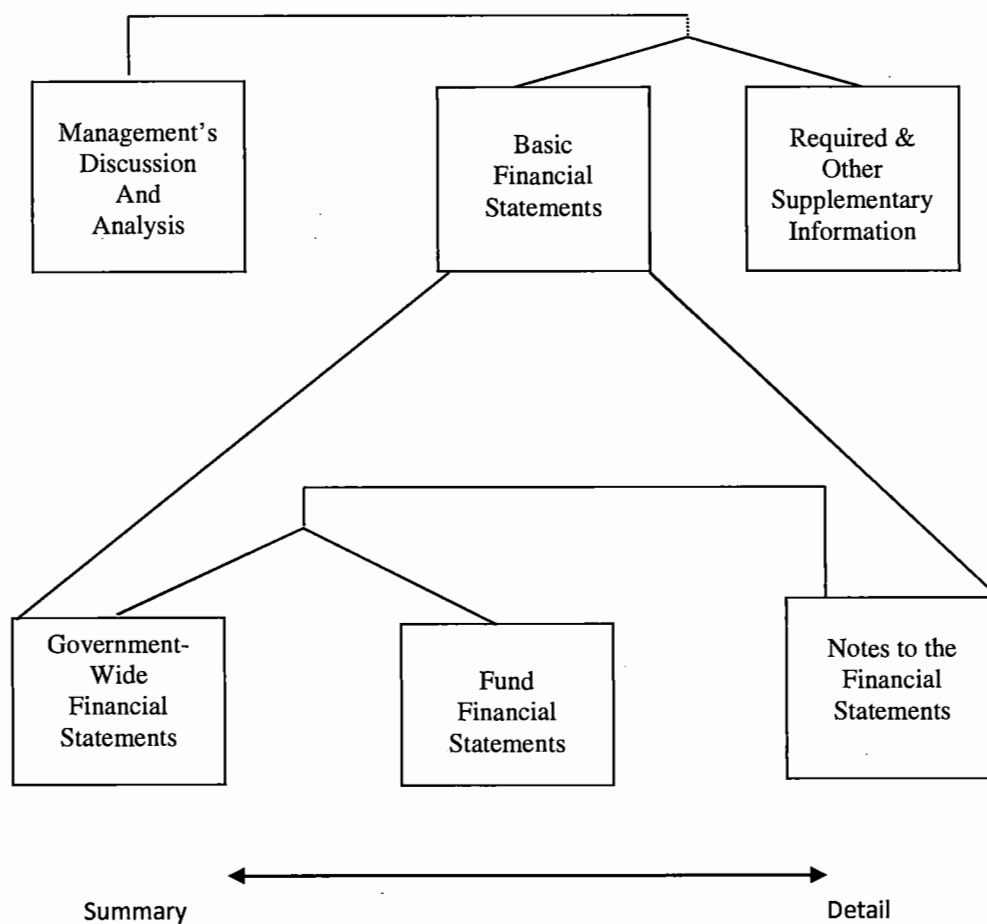 Management's
Discussion
And
Analysis
Basic
Financial
Statements
Required &
Other
Supplementary
Information
Government-
Wide
Financial
Statements
Fund
Financial
Statements
Notes to the
Financial
Statements
Summary
Detail